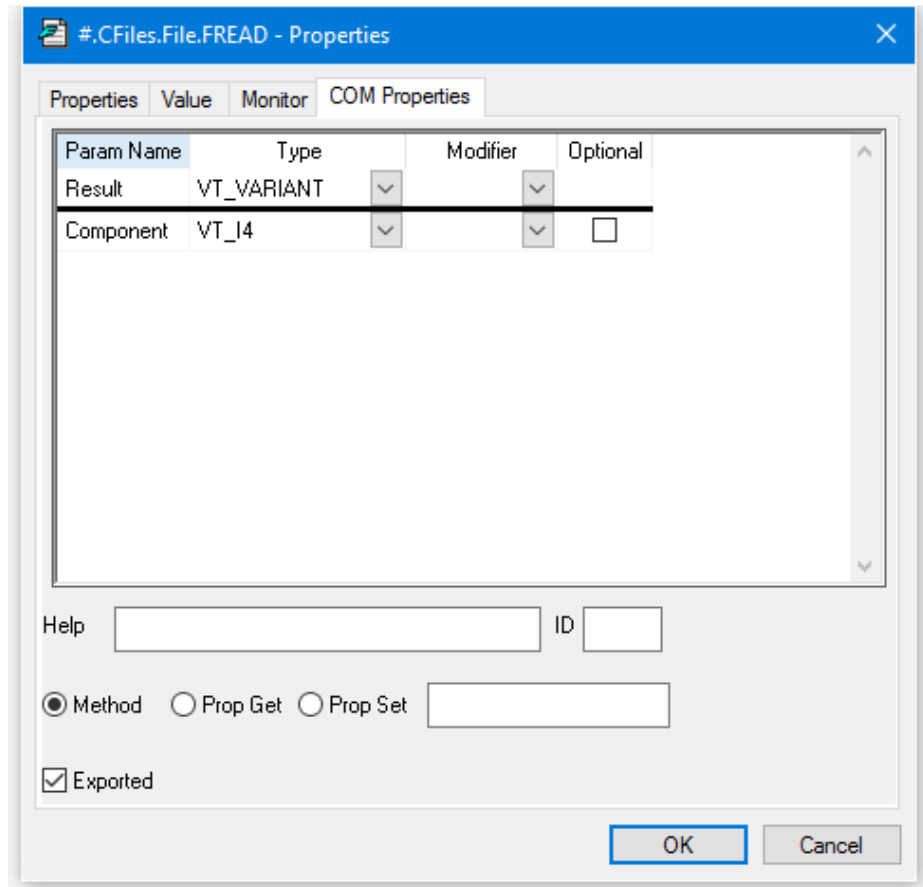 #.CFiles.File.FREAD - Properties
Properties Value Monitor COM Properties
Param Name Type Modifier Optional
Result VT_VARIANT
Component VT_I4
Help ID
Method Prop Get Prop Set
Exported
OK Cancel